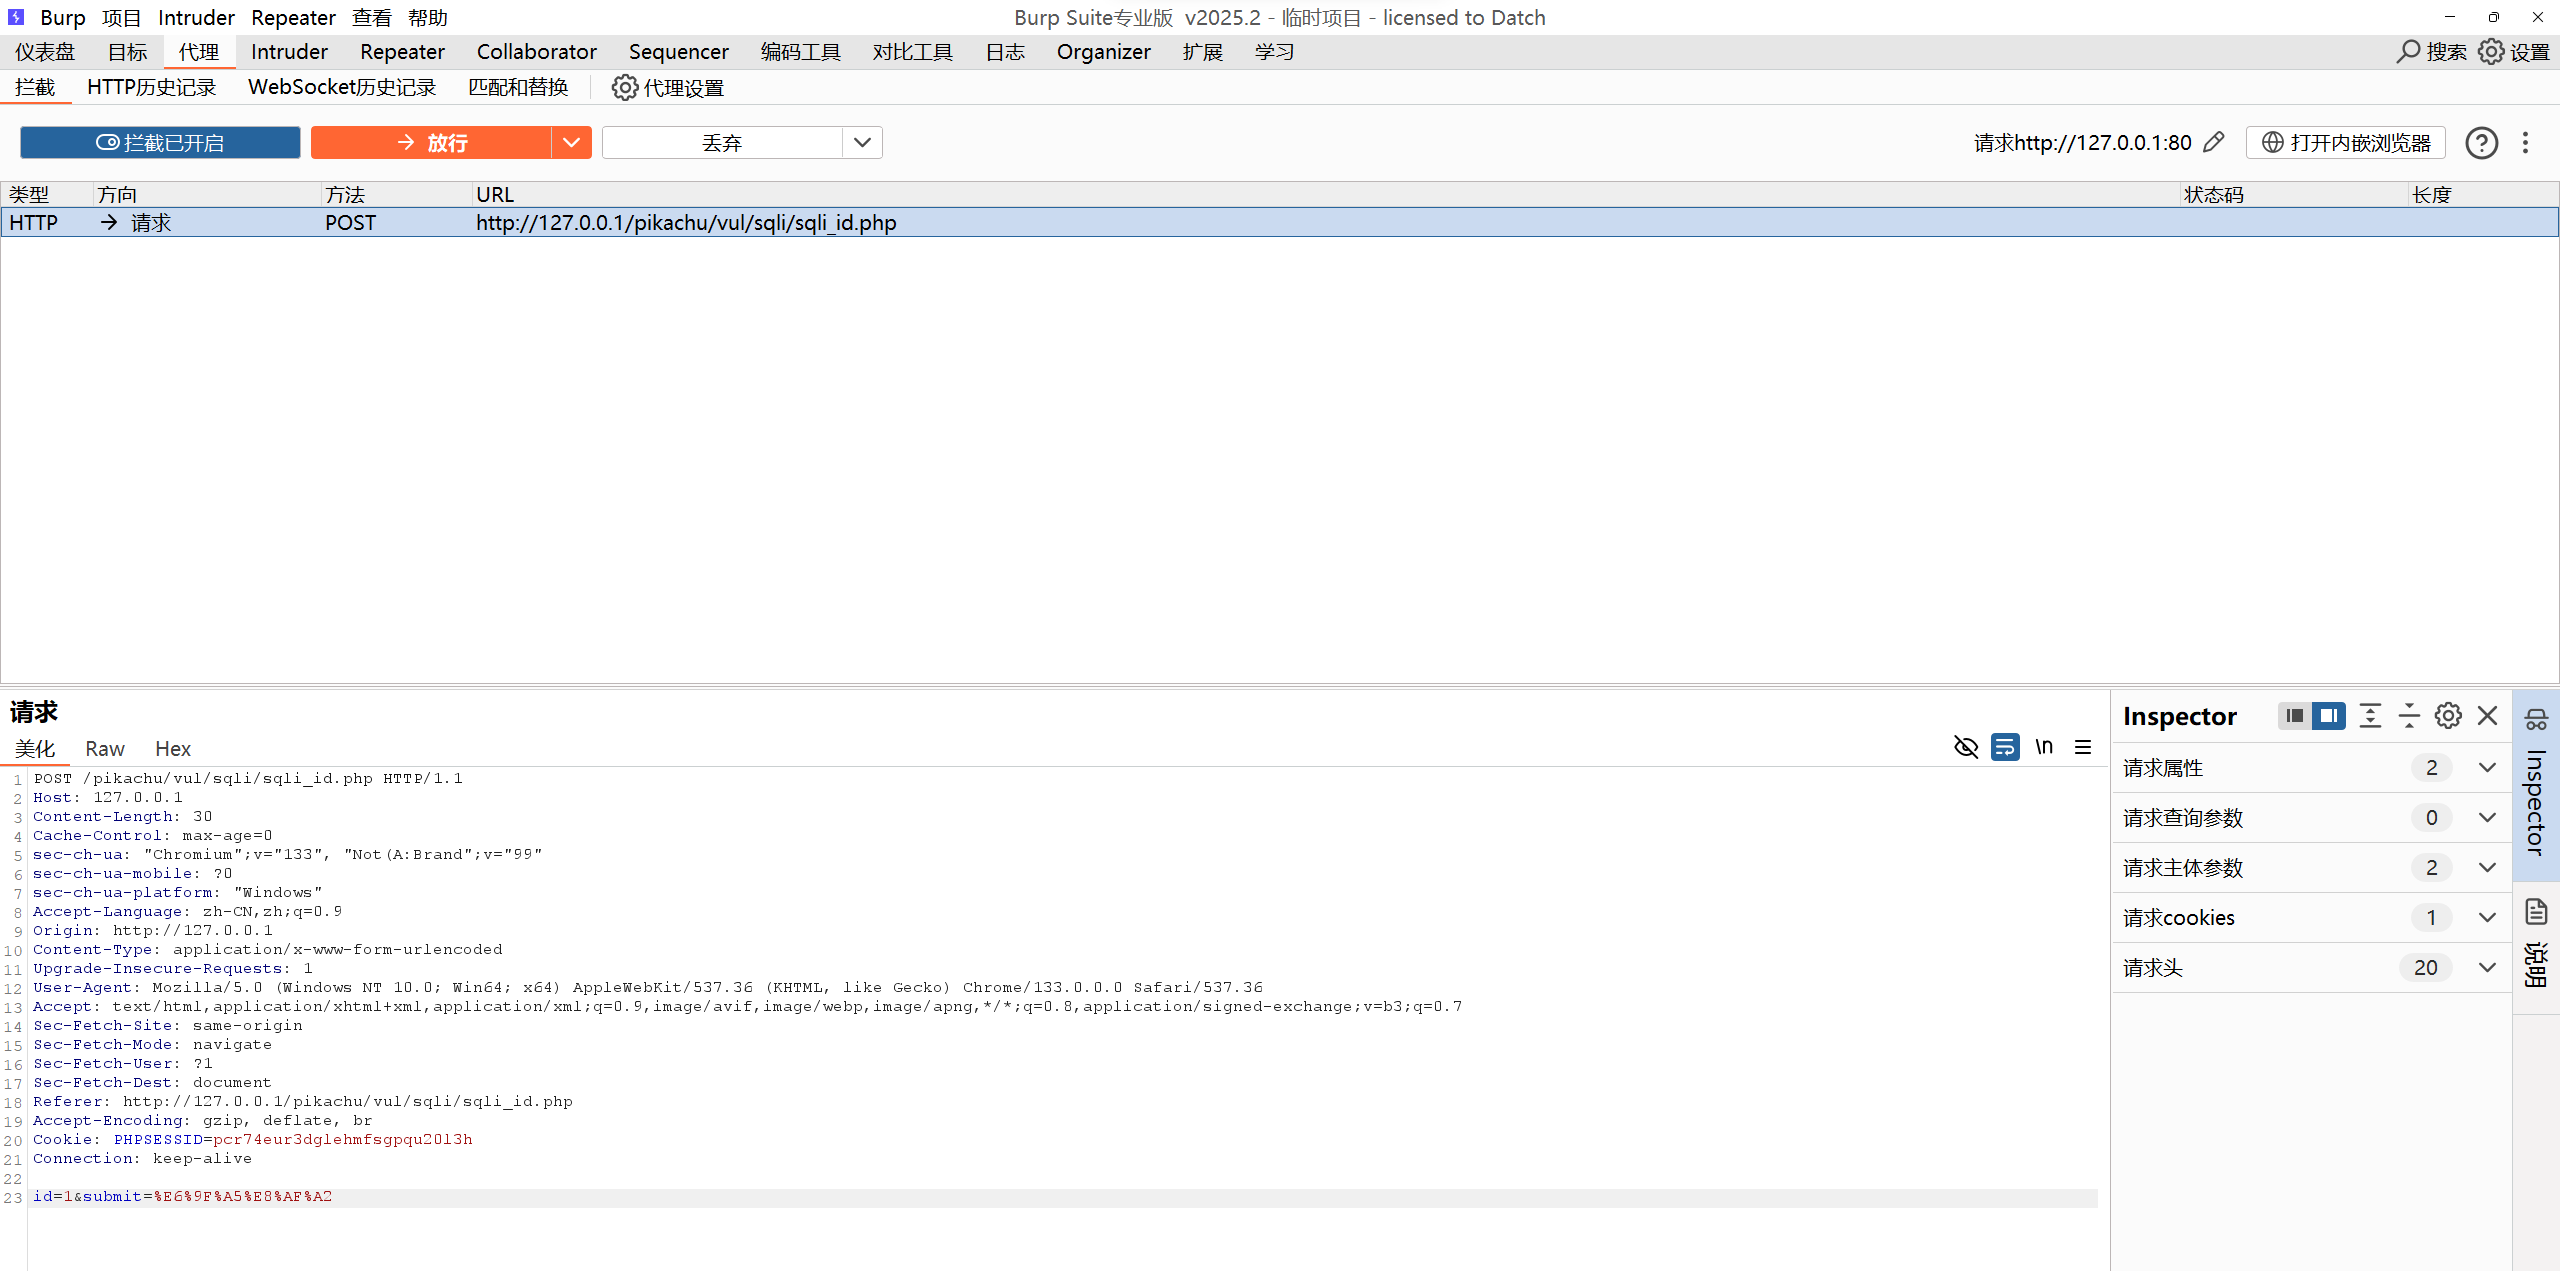 Burp 项目 Intruder Repeater 查看 帮助 Burp Suite专业版 v2025.2 - 临时项目 - licensed to Datch
仪表盘 目标 代理 Intruder Repeater Collaborator Sequencer 编码工具 对比工具 日志 Organizer 扩展 学习 搜索 设置
拦截 HTTP历史记录 WebSocket历史记录 匹配和替换 代理设置
拦截已开启 放行 丢弃 请求http://127.0.0.1:80 打开内嵌浏览器
类型 方向 方法 URL 状态码 长度
HTTP → 请求 POST http://127.0.0.1/pikachu/vul/sqli/sqli_id.php
请求
美化 Raw Hex \n
1 POST /pikachu/vul/sqli/sqli_id.php HTTP/1.1
2 Host: 127.0.0.1
3 Content-Length: 30
4 Cache-Control: max-age=0
5 sec-ch-ua: "Chromium";v="133", "Not(A:Brand";v="99"
6 sec-ch-ua-mobile: ?0
7 sec-ch-ua-platform: "Windows"
8 Accept-Language: zh-CN,zh;q=0.9
9 Origin: http://127.0.0.1
10 Content-Type: application/x-www-form-urlencoded
11 Upgrade-Insecure-Requests: 1
12 User-Agent: Mozilla/5.0 (Windows NT 10.0; Win64; x64) AppleWebKit/537.36 (KHTML, like Gecko) Chrome/133.0.0.0 Safari/537.36
13 Accept: text/html,application/xhtml+xml,application/xml;q=0.9,image/avif,image/webp,image/apng,*/*;q=0.8,application/signed-exchange;v=b3;q=0.7
14 Sec-Fetch-Site: same-origin
15 Sec-Fetch-Mode: navigate
16 Sec-Fetch-User: ?1
17 Sec-Fetch-Dest: document
18 Referer: http://127.0.0.1/pikachu/vul/sqli/sqli_id.php
19 Accept-Encoding: gzip, deflate, br
20 Cookie: PHPSESSID=pcr74eur3dglehmfsgpqu20l3h
21 Connection: keep-alive
22
23 id=1&submit=%E6%9F%A5%E8%AF%A2
Inspector
请求属性 2
请求查询参数 0
请求主体参数 2
请求cookies 1
请求头 20
Inspector
说明